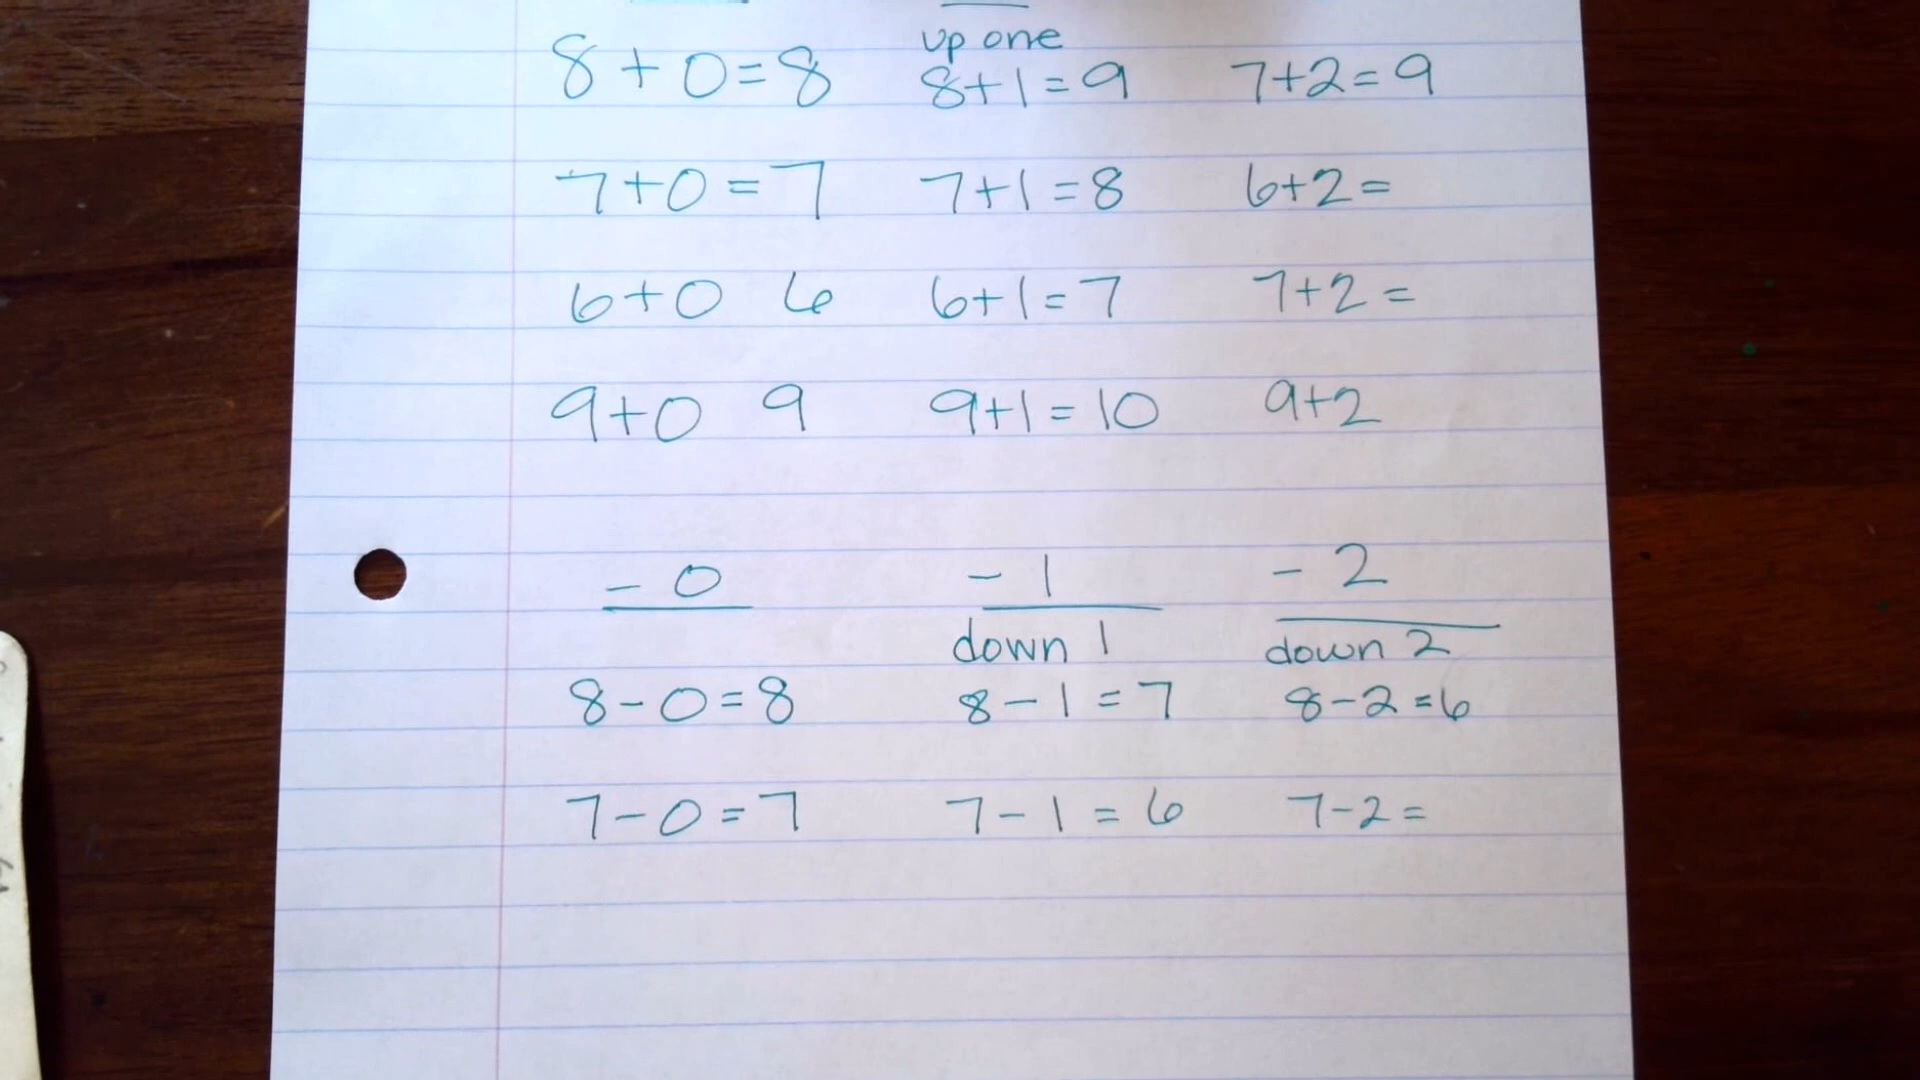 8+0=8 up one 8+1=9 7+2=9
7+0=7 7+1=8 6+2=
6+0 6 6+1=7 7+2=
9+0 9 9+1=10 9+2
-0 -1 -2
down 1 down 2
8-0=8 8-1=7 8-2=6
7-0=7 7-1=6 7-2=